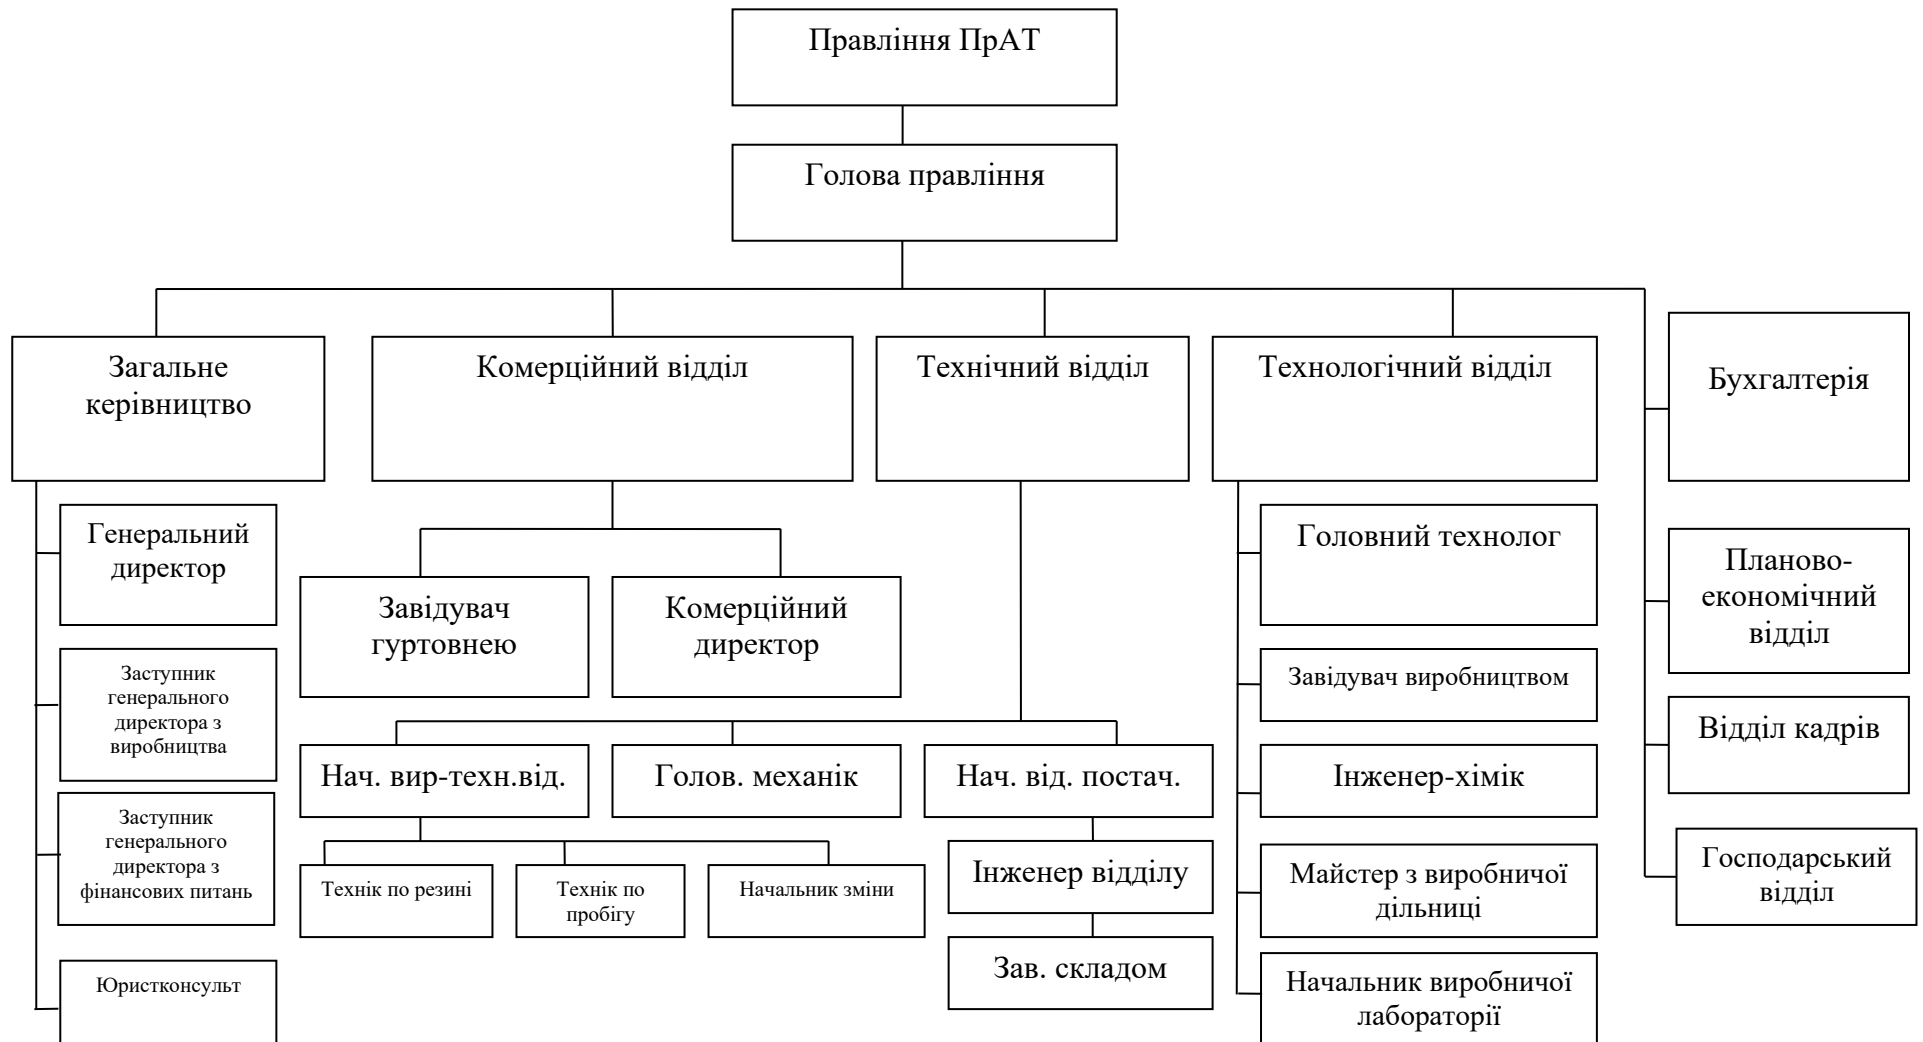 Правління ПрАТ
Голова правління
Загальне
керівництво
Комерційний відділ
Технічний відділ
Технологічний відділ
Бухгалтерія
Генеральний
директор
Заступник
генерального
директора з
виробництва
Заступник
генерального
директора з
фінансових питань
Юристконсульт
Завідувач
гуртовнею
Комерційний
директор
Нач. вир-техн.від.
Голов. механік
Нач. від. постач.
Технік по резині
Технік по
пробігу
Начальник зміни
Інженер відділу
Зав. складом
Головний технолог
Завідувач виробництвом
Інженер-хімік
Майстер з виробничої
дільниці
Начальник виробничої
лабораторії
Планово-
економічний
відділ
Відділ кадрів
Господарський
відділ